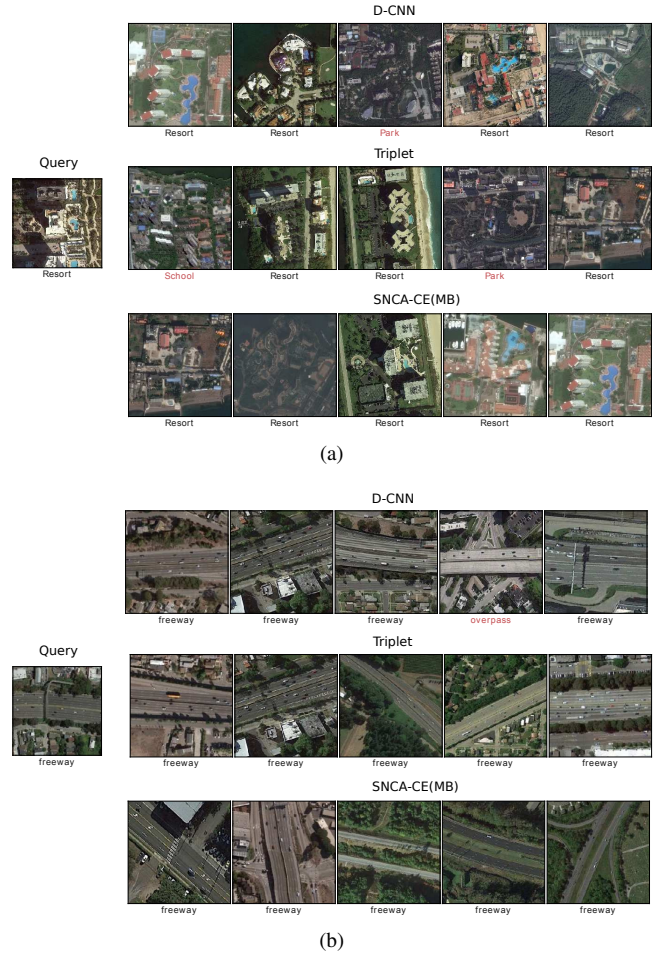 D-CNN
Resort Resort Park Resort Resort
Triplet
Query
Resort
School Resort Resort Park Resort
SNCA-CE(MB)
Resort Resort Resort Resort Resort
(a)
D-CNN
freeway freeway freeway overpass freeway
Triplet
Query
freeway
freeway freeway freeway freeway freeway
SNCA-CE(MB)
freeway freeway freeway freeway freeway
(b)